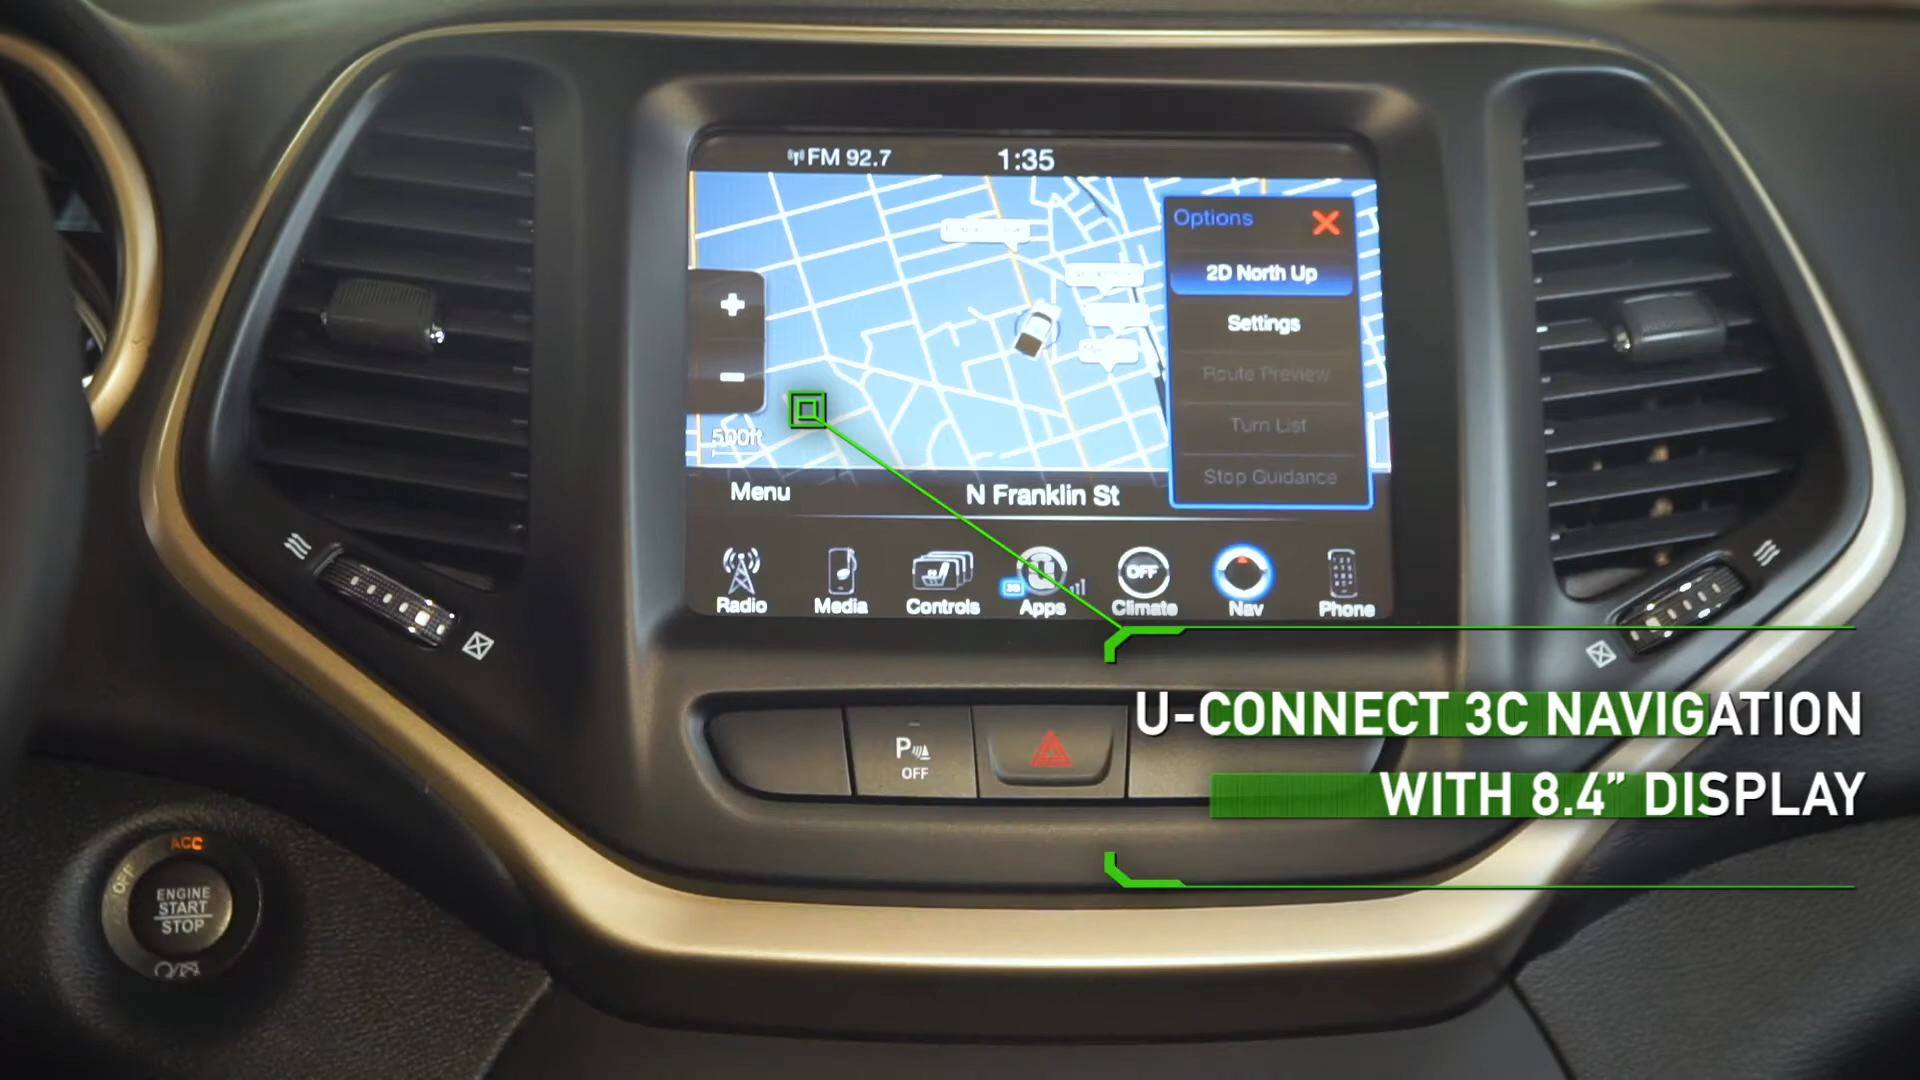 FM 92.7
1:35
Options
2D North Up
Settings
Route Preview
Turn List
Stop Guidance
500ft
Menu
N Franklin St
Radio
Media
Controls
Apps
Climate
OFF
Nav
Phone
3G
P
OFF
U-CONNECT 3C NAVIGATION
WITH 8.4” DISPLAY
ACC
OFF
ENGINE
START
STOP